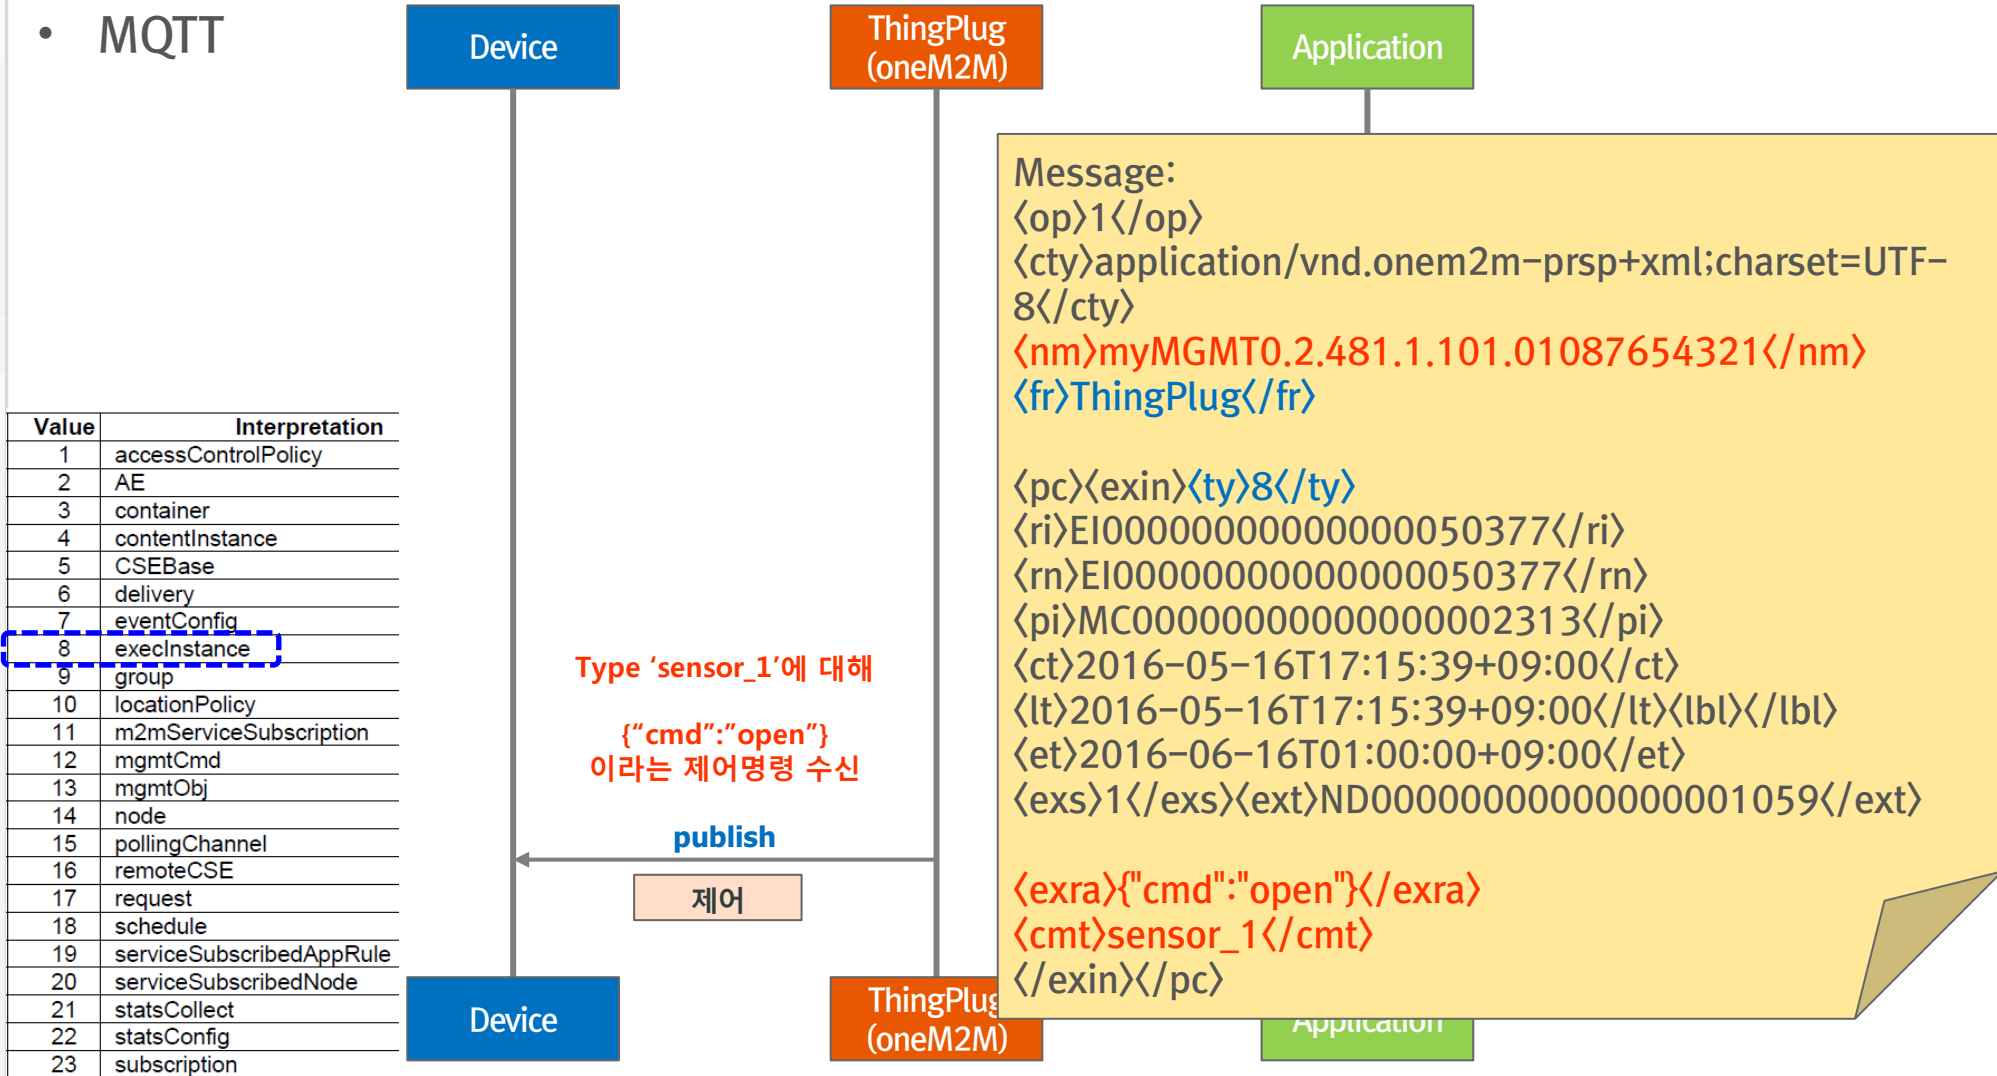 • MQTT
Device
ThingPlug
(oneM2M)
Application
Message:
<op>1</op>
<cty>application/vnd.onem2m-prsp+xml;charset=UTF-
8</cty>
<nm>myMGMT0.2.481.1.101.01087654321</nm>
<fr>ThingPlug</fr>
<pc><exin><ty>8</ty>
<ri>EI00000000000000050377</ri>
<rn>EI00000000000000050377</rn>
<pi>MC00000000000000002313</pi>
<ct>2016-05-16T17:15:39+09:00</ct>
<lt>2016-05-16T17:15:39+09:00</lt><lbl></lbl>
<et>2016-06-16T01:00:00+09:00</et>
<exs>1</exs><ext>ND00000000000000001059</ext>
<exra>{"cmd":"open"}</exra>
<cmt>sensor_1</cmt>
</exin></pc>
Value Interpretation
1 accessControlPolicy
2 AE
3 container
4 contentInstance
5 CSEBase
6 delivery
7 eventConfig
8 execInstance
9 group
10 locationPolicy
11 m2mServiceSubscription
12 mgmtCmd
13 mgmtObj
14 node
15 pollingChannel
16 remoteCSE
17 request
18 schedule
19 serviceSubscribedAppRule
20 serviceSubscribedNode
21 statsCollect
22 statsConfig
23 subscription
Type ‘sensor_1’에 대해
{“cmd”:”open”}
이라는 제어명령 수신
publish
제어
Device
ThingPlug
(oneM2M)
Application